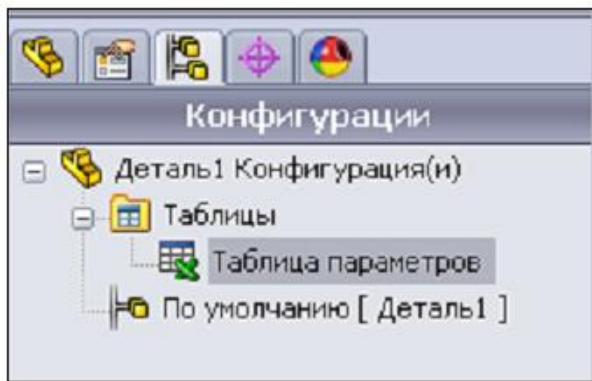 Конфигурации
Деталь1 Конфигурация(и)
Таблицы
Таблица параметров
По умолчанию [ Деталь1 ]